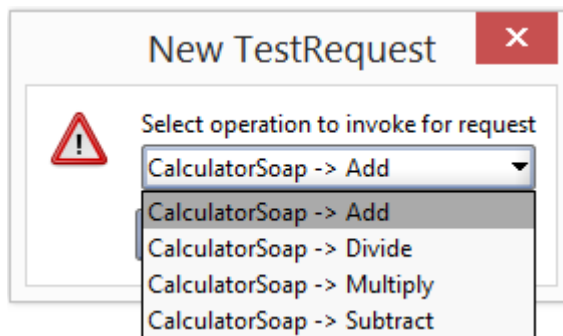 New TestRequest
Select operation to invoke for request
CalculatorSoap -> Add
CalculatorSoap -> Add
CalculatorSoap -> Divide
CalculatorSoap -> Multiply
CalculatorSoap -> Subtract